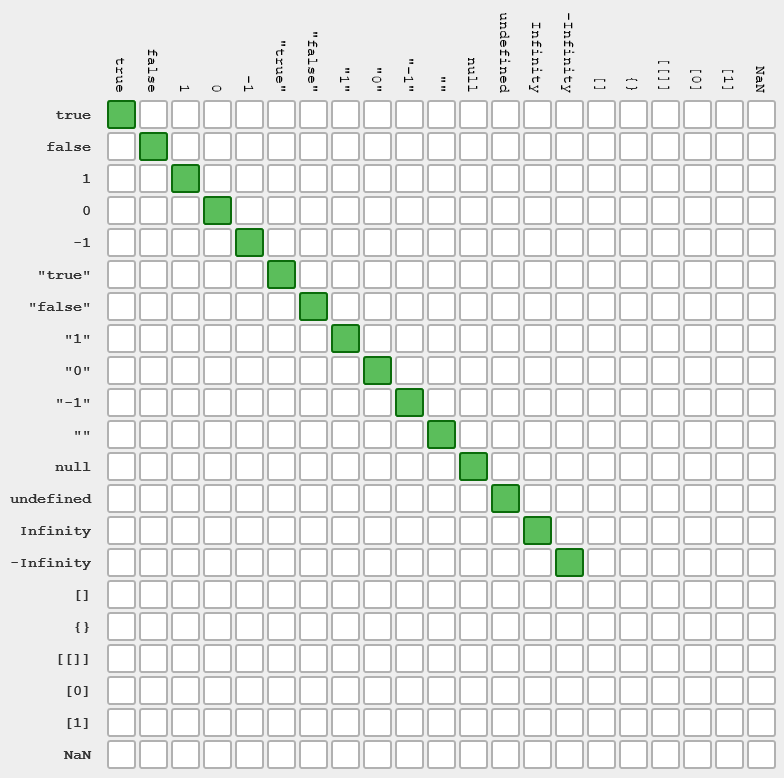 true
false
1
0
-1
"true"
"false"
"1"
"0"
"-1"
""
null
undefined
Infinity
-Infinity
[]
{}
[[]]
[0]
[1]
NaN
true
false
1
0
-1
"true"
"false"
"1"
"0"
"-1"
""
null
undefined
Infinity
-Infinity
[]
{}
[[]]
[0]
[1]
NaN